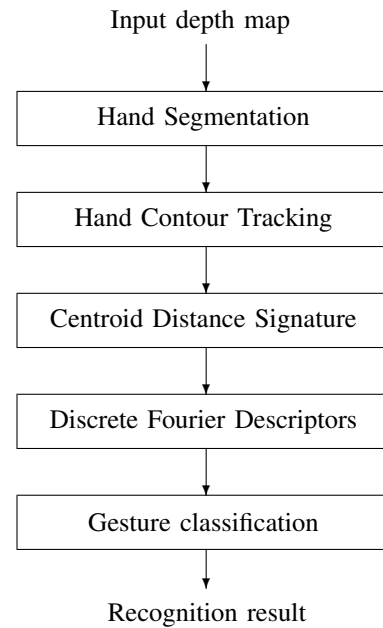 Input depth map
Hand Segmentation
Hand Contour Tracking
Centroid Distance Signature
Discrete Fourier Descriptors
Gesture classification
Recognition result